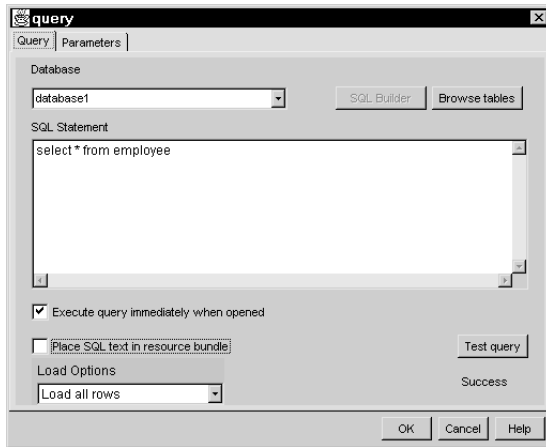 query
Query Parameters
Database
database1 SQL Builder Browse tables
SQL Statement
select * from employee
Execute query immediately when opened
Place SQL text in resource bundle Test query
Load Options
Success
Load all rows
OK Cancel Help